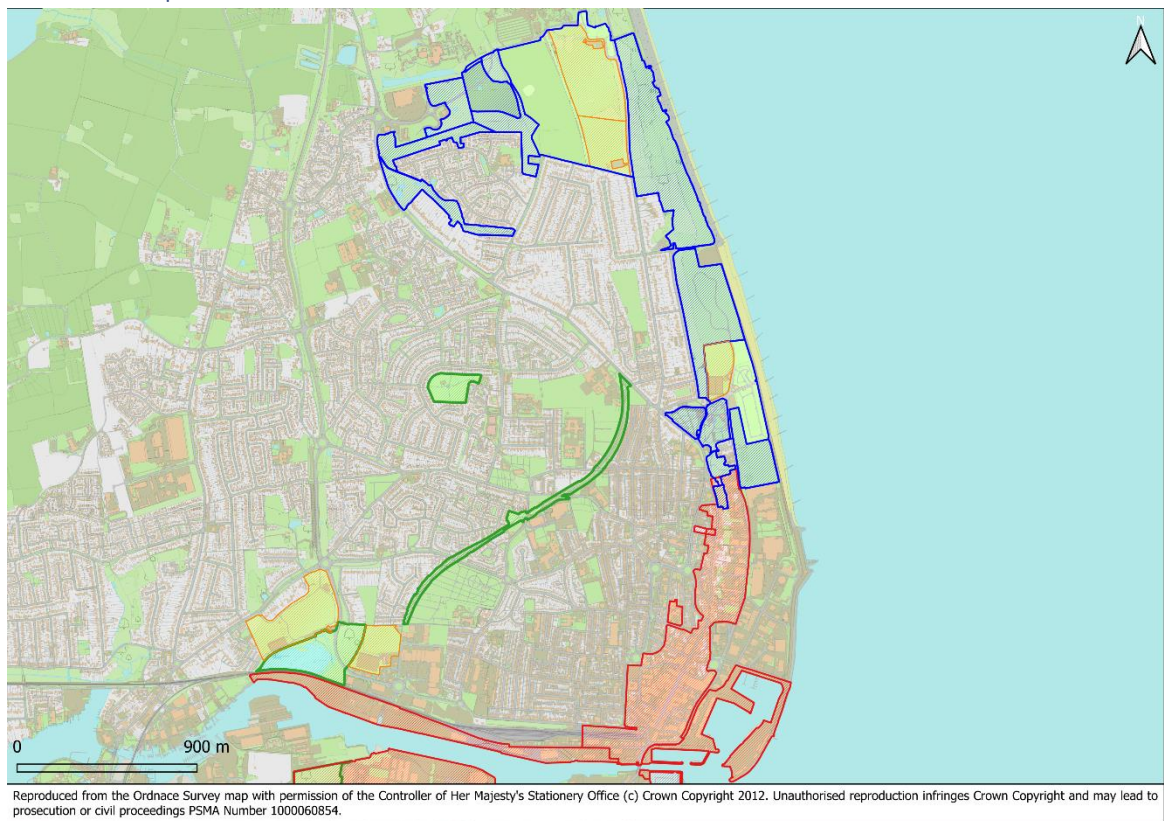 N
0
900 m
Reproduced from the Ordnace Survey map with permission of the Controller of Her Majesty's Stationery Office (c) Crown Copyright 2012. Unauthorised reproduction infringes Crown Copyright and may lead to
prosecution or civil proceedings PSMA Number 1000060854.